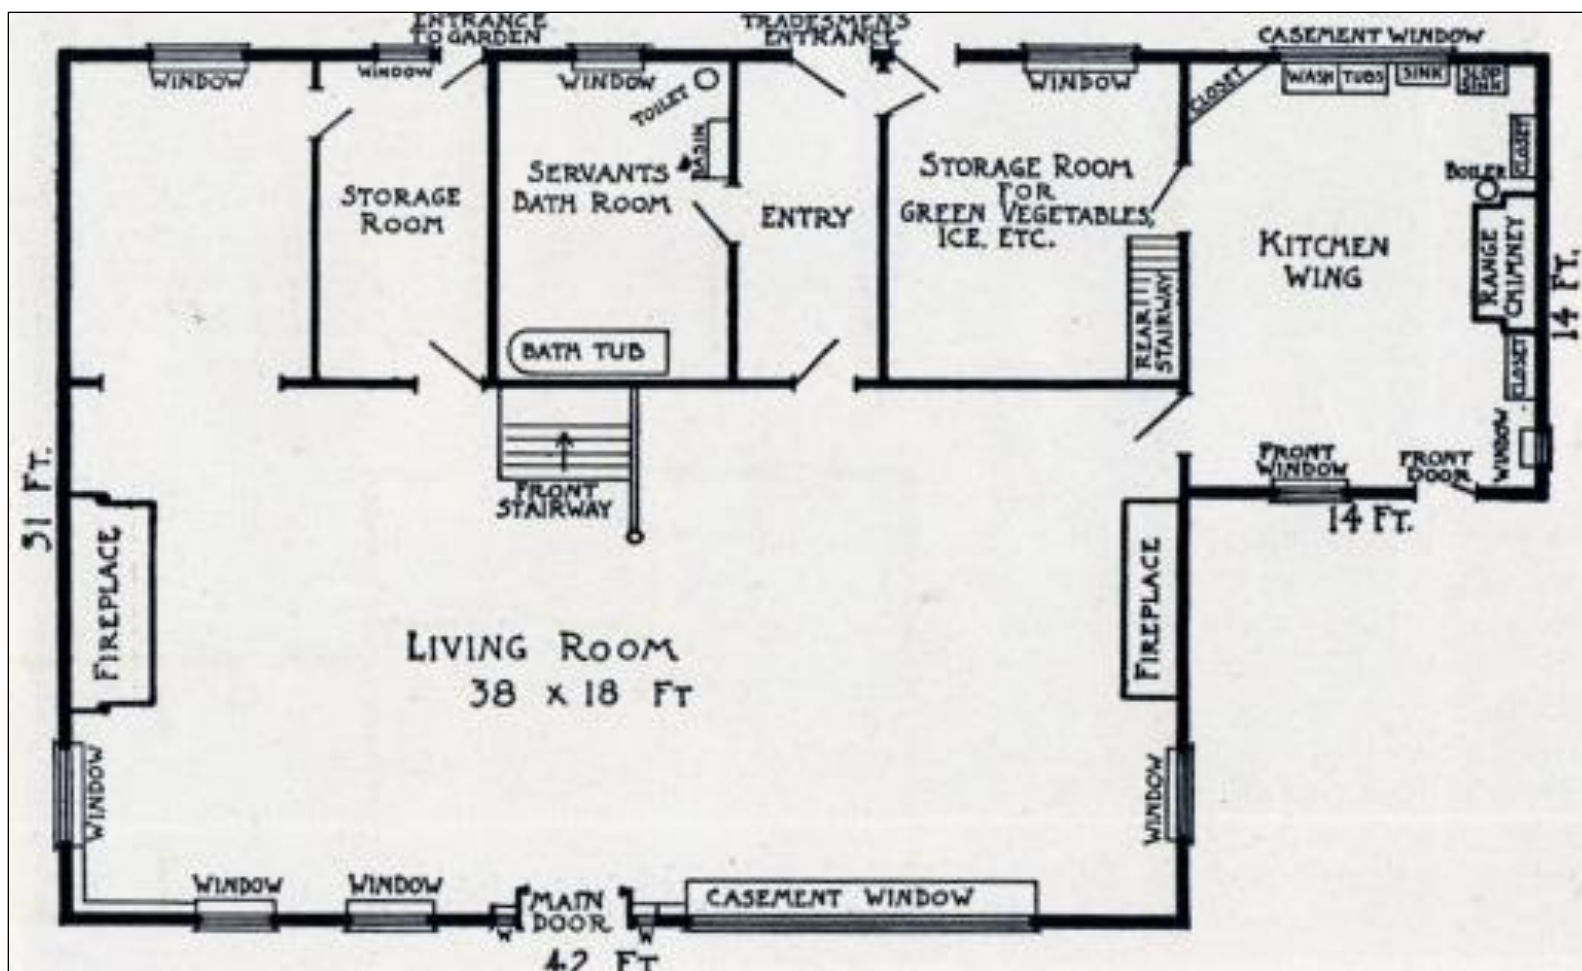 ENTRANCE
TO GARDEN
TRADESMEN'S
ENTRANCE
CASEMENT WINDOW
WINDOW
WINDOW
WINDOW
WINDOW
CLOSET
WASH TUBS
SINK
SLOP
SINK
TOILET
BASIN
CLOSET
BOILER
STORAGE
ROOM
SERVANTS
BATH ROOM
ENTRY
STORAGE ROOM
FOR
GREEN VEGETABLES,
ICE, ETC.
KITCHEN
WING
RANGE
CHIMNEY
14 FT.
REAR
STAIRWAY
BATH TUB
CLOSET
WINDOW
FRONT
WINDOW
FRONT
DOOR
14 FT.
FRONT
STAIRWAY
31 FT.
FIREPLACE
FIREPLACE
LIVING ROOM
38 x 18 FT
WINDOW
WINDOW
WINDOW
WINDOW
MAIN
DOOR
CASEMENT WINDOW
W
W
42 FT